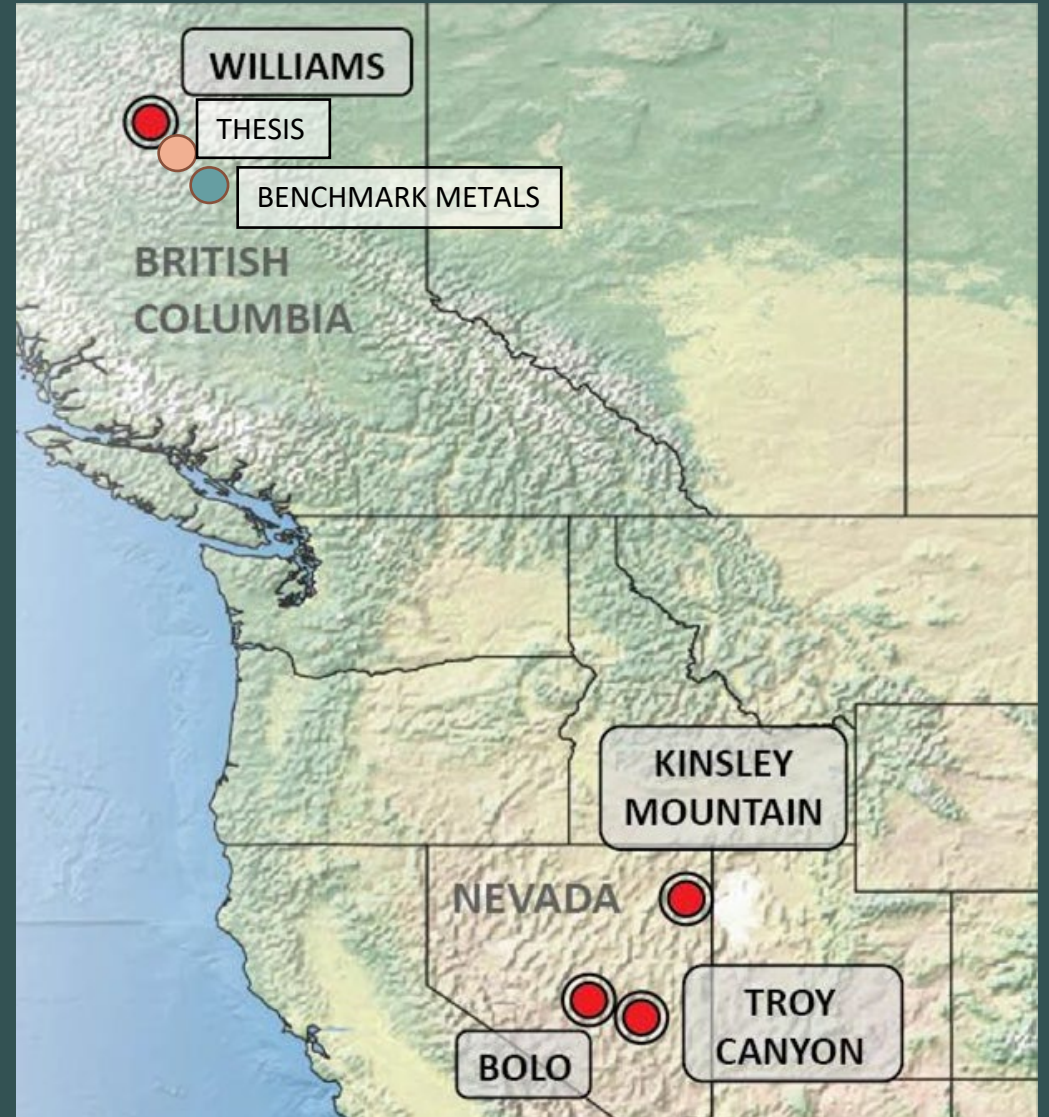 WILLIAMS
THESIS
BENCHMARK METALS
BRITISH
COLUMBIA
KINSLEY
MOUNTAIN
NEVADA
TROY
CANYON
BOLO